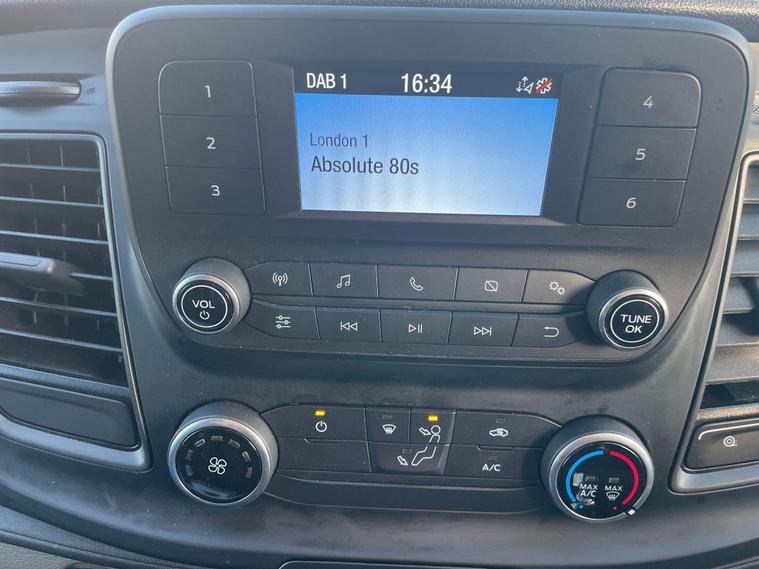 DAB 1 16:34
London 1
Absolute 80s
1
2
3
4
5
6
VOL
TUNE
OK
A/C
MAX
A/C
MAX